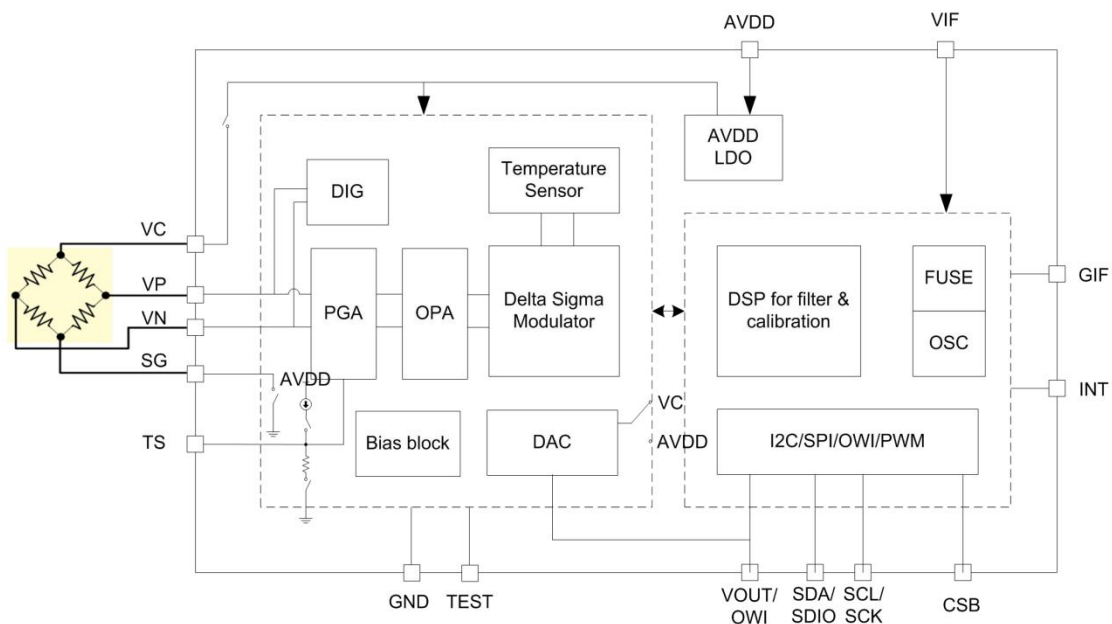 AVDD
VIF
AVDD
LDO
Temperature
Sensor
DIG
VC
VP
VN
SG
TS
PGA
OPA
Delta Sigma
Modulator
DSP for filter &
calibration
FUSE
OSC
GIF
INT
AVDD
VC
AVDD
Bias block
DAC
I2C/SPI/OWI/PWM
GND
TEST
VOUT/
OWI
SDA/
SDIO
SCL/
SCK
CSB